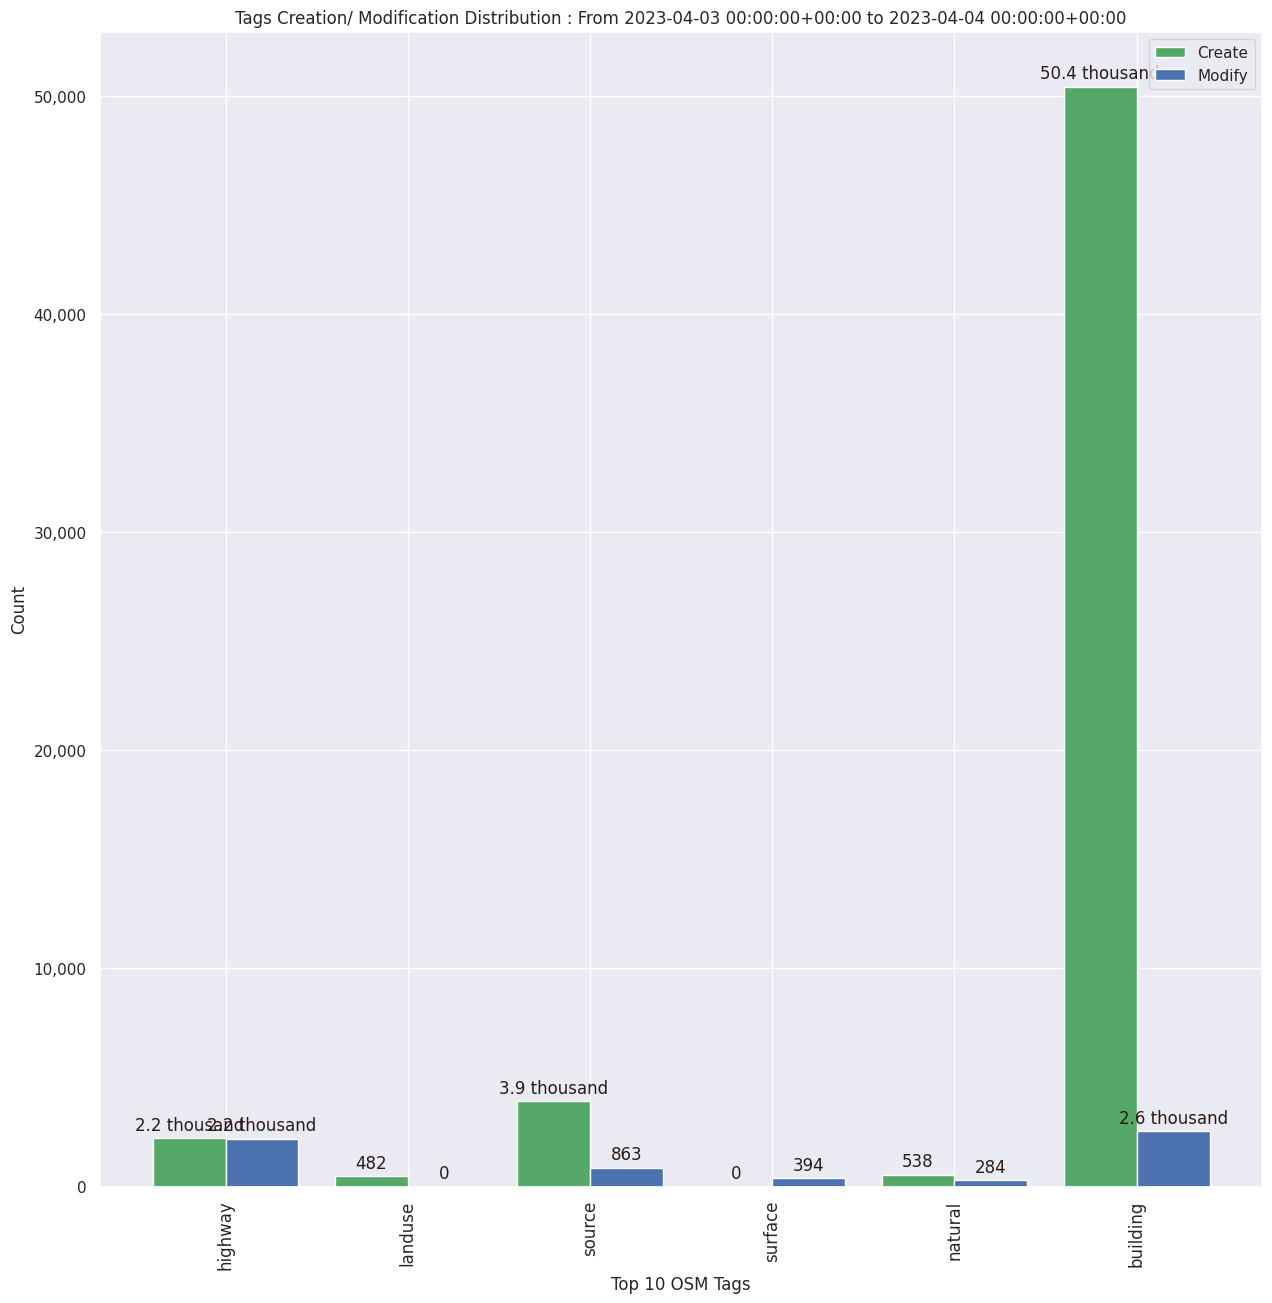 Tags Creation/ Modification Distribution : From 2023-04-03 00:00:00+00:00 to 2023-04-04 00:00:00+00:00
Create
Modify
50.4 thousand
50,000
40,000
30,000
20,000
10,000
0
Count
2.2 thousand
2.2 thousand
482
0
3.9 thousand
863
0
394
538
284
2.6 thousand
highway
landuse
source
surface
natural
building
Top 10 OSM Tags